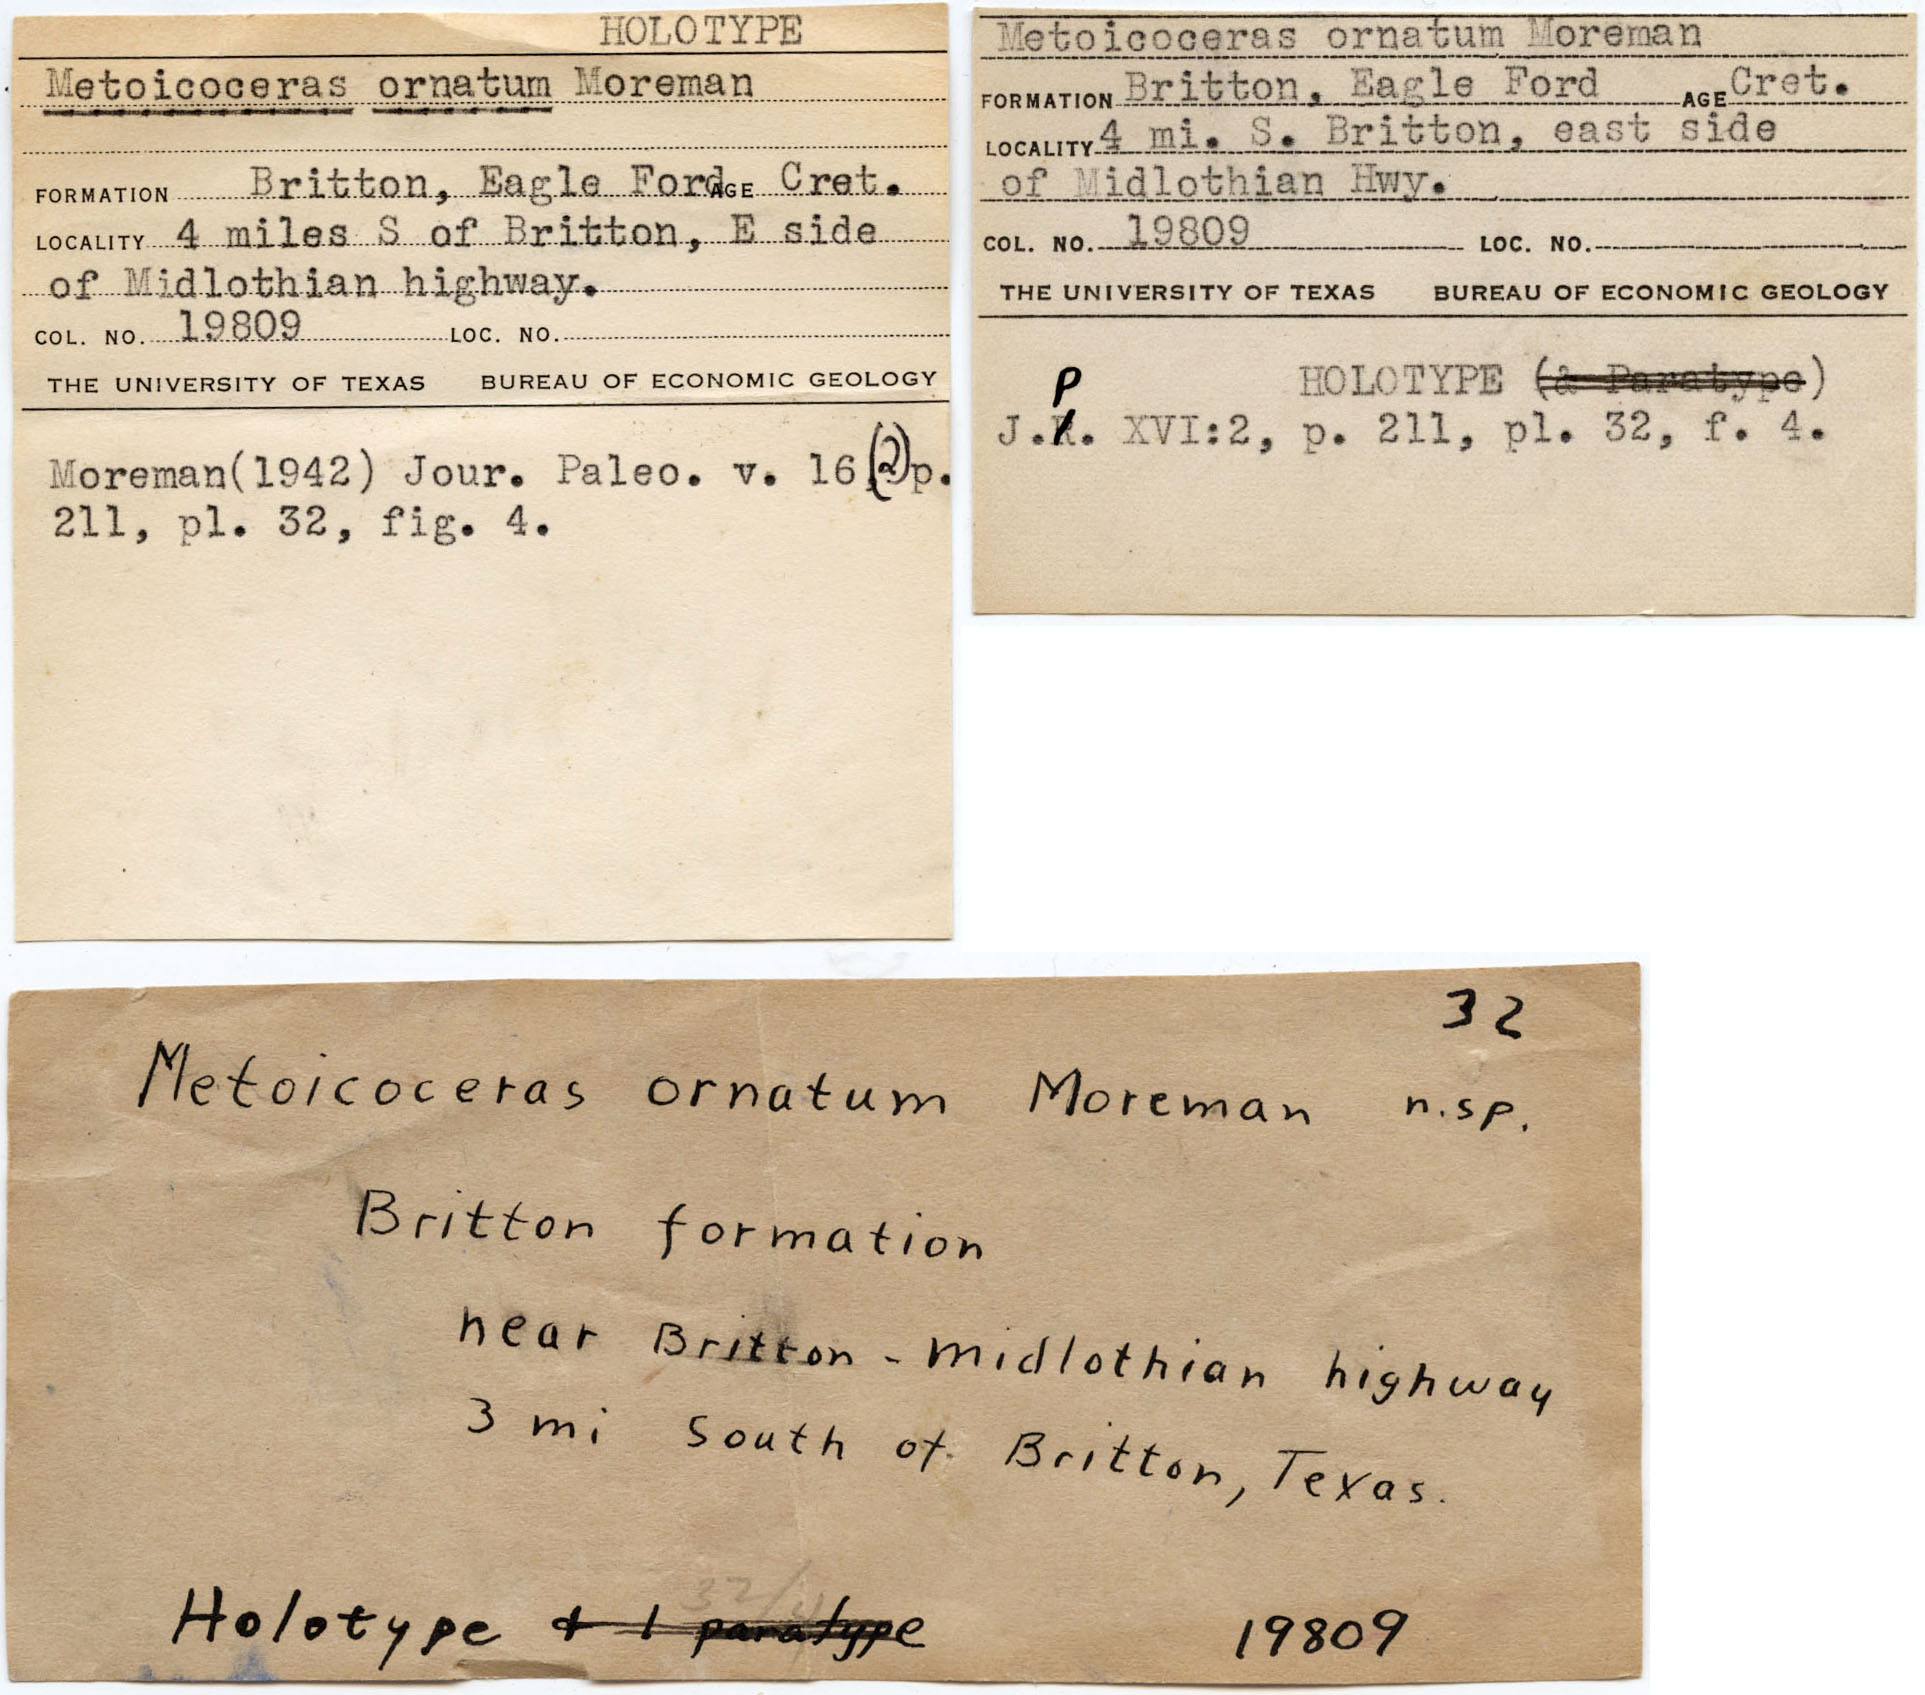 HOLOTYPE
Metoicoceras ornatum Moreman
FORMATION Britton, Eagle Ford AGE Cret.
LOCALITY 4 miles S of Britton, E side
of Midlothian highway.
COL. NO. 19809 LOC. NO.
THE UNIVERSITY OF TEXAS BUREAU OF ECONOMIC GEOLOGY
Moreman(1942) Jour. Paleo. v. 16(2)p.
211, pl. 32, fig. 4.
Metoicoceras ornatum Moreman
FORMATION Britton, Eagle Ford AGE Cret.
LOCALITY 4 mi. S. Britton, east side
of Midlothian Hwy.
COL. NO. 19809 LOC. NO.
THE UNIVERSITY OF TEXAS BUREAU OF ECONOMIC GEOLOGY
HOLOTYPE (& Paratype)
P
J.R. XVI:2, p. 211, pl. 32, f. 4.
32
Metoicoceras ornatum Moreman n.sp.
Britton formation
near Britton - Midlothian highway
3 mi South of Britton, Texas.
32/4
Holotype + 1 paratype 19809